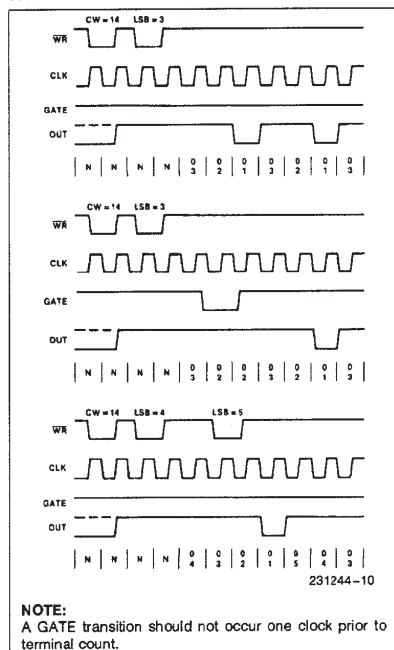 CW = 14 LSB = 3
WR
CLK
GATE
OUT
| N | N | N | N | 0 3 | 0 2 | 0 1 | 0 3 | 0 2 | 0 1 | 0 3 |
CW = 14 LSB = 3
WR
CLK
GATE
OUT
| N | N | N | N | 0 3 | 0 2 | 0 2 | 0 3 | 0 2 | 0 1 | 0 3 |
CW = 14 LSB = 4 LSB = 5
WR
CLK
GATE
OUT
| N | N | N | N | 0 4 | 0 3 | 0 2 | 0 1 | 0 5 | 0 4 | 0 3 |
231244-10
NOTE:
A GATE transition should not occur one clock prior to
terminal count.